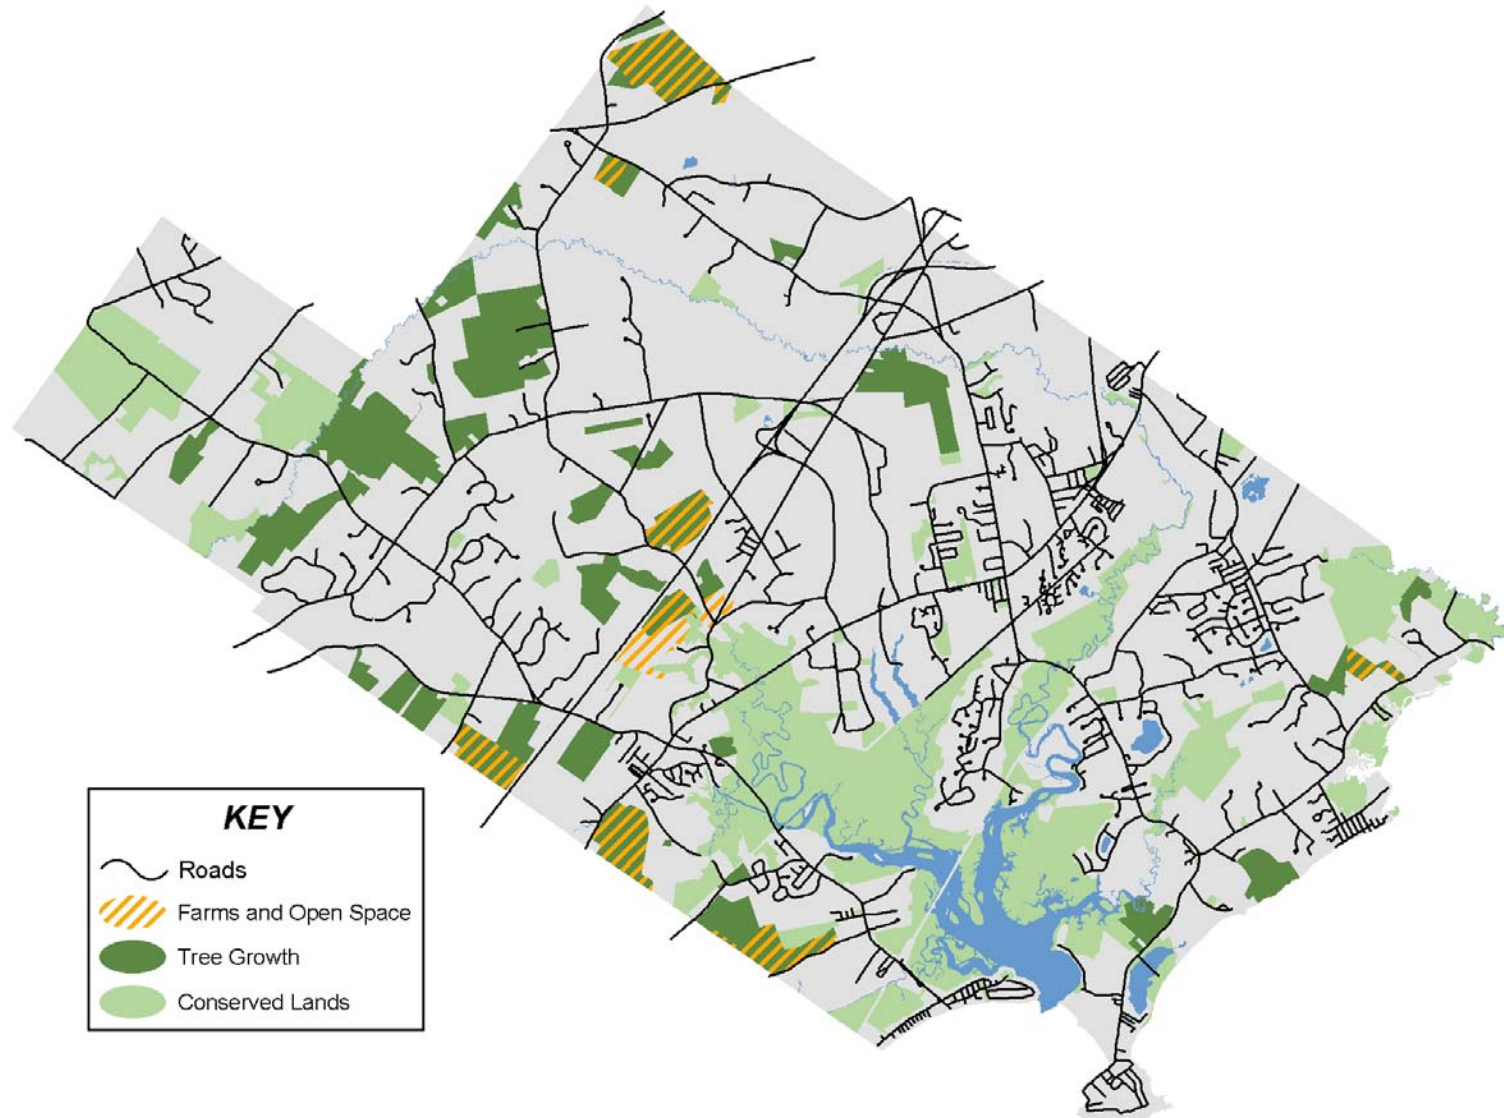 KEY
Roads
Farms and Open Space
Tree Growth
Conserved Lands